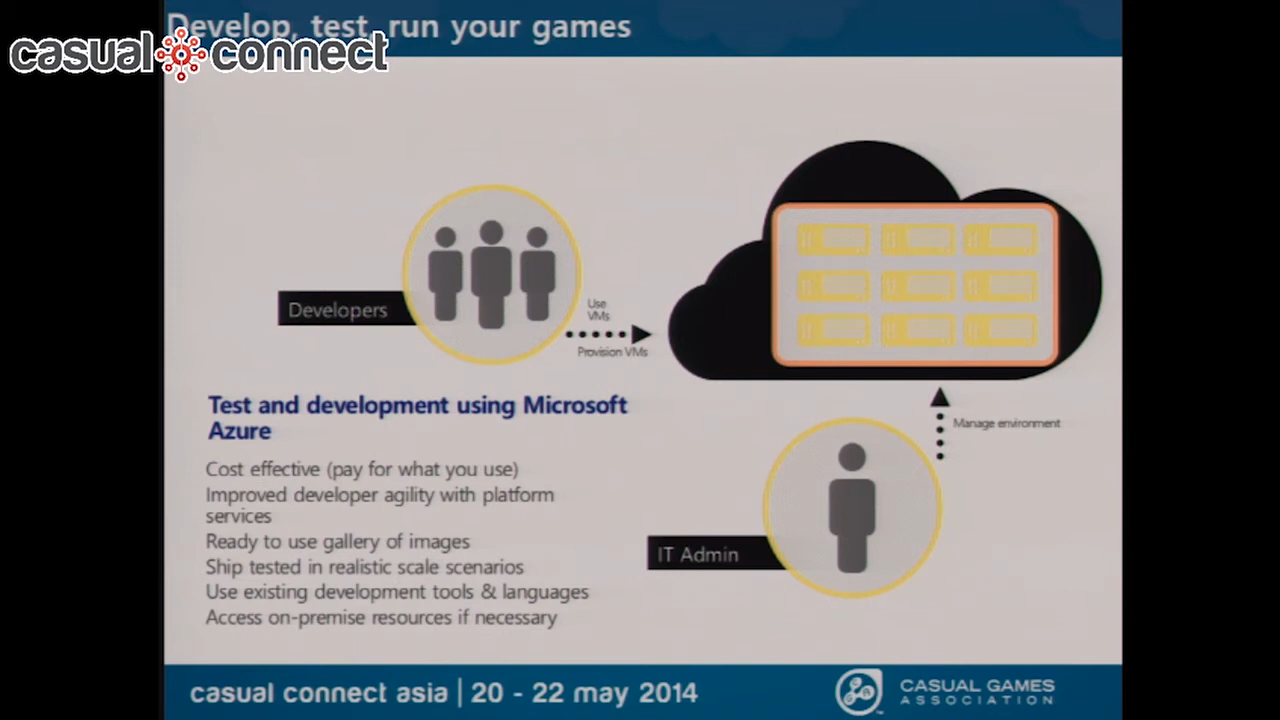 Develop, test, run your games
casual connect
Developers
Use
VMs
Provision VMs
Test and development using Microsoft
Azure
Manage environment
Cost effective (pay for what you use)
Improved developer agility with platform
services
Ready to use gallery of images
IT Admin
Ship tested in realistic scale scenarios
Use existing development tools & languages
Access on-premise resources if necessary
casual connect asia | 20 - 22 may 2014
CASUAL GAMES
ASSOCIATION